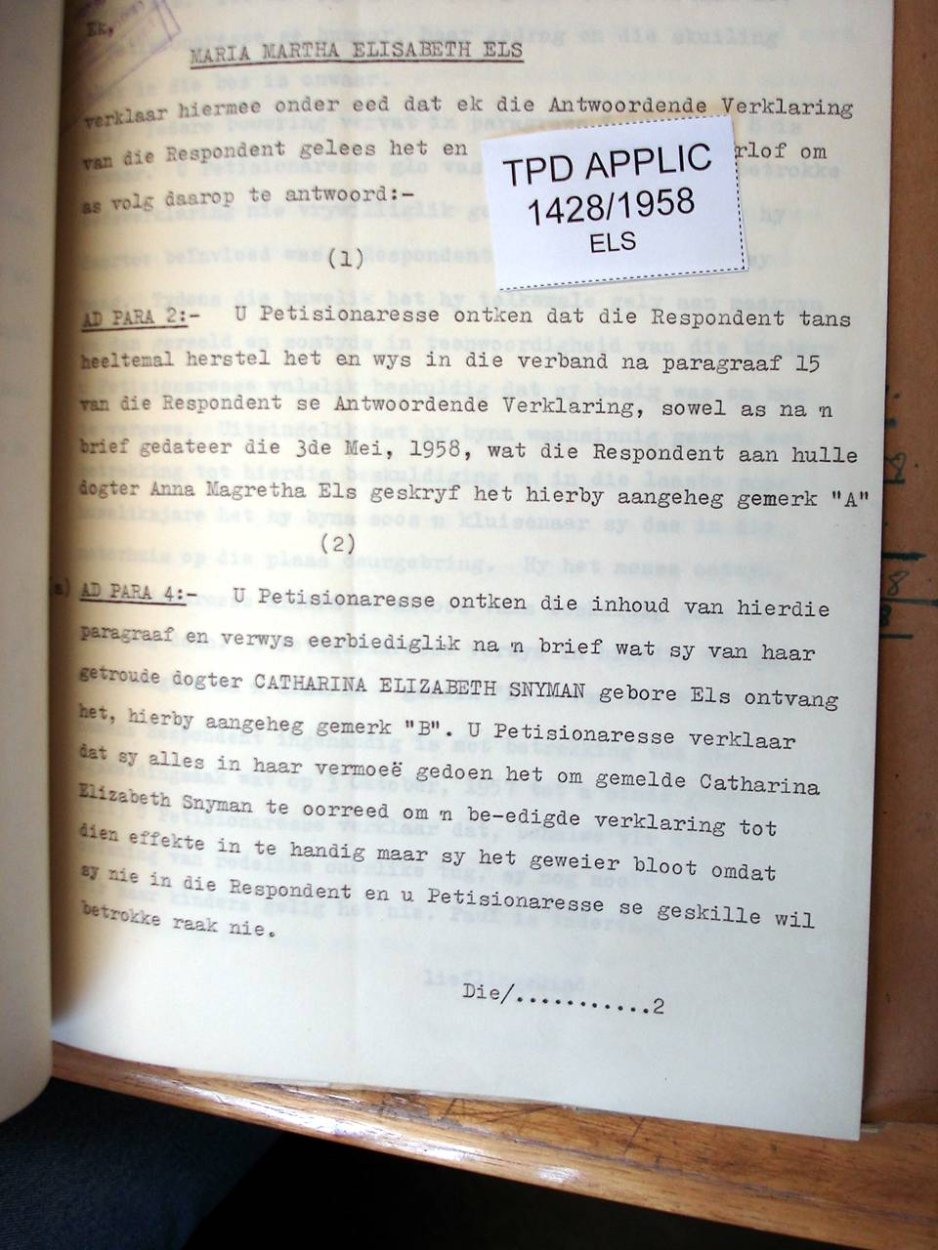 Ek,
MARIA MARTHA ELISABETH ELS
verklaar hiermee onder eed dat ek die Antwoordende Verklaring
van die Respondent gelees het en rlof om
as volg daarop te antwoord:-
TPD APPLIC
1428/1958
ELS
(1)
AD PARA 2:- U Petisionaresse ontken dat die Respondent tans
heeltemal herstel het en wys in die verband na paragraaf 15
van die Respondent se Antwoordende Verklaring, sowel as na 'n
brief gedateer die 3de Mei, 1958, wat die Respondent aan hulle
dogter Anna Magretha Els geskryf het hierby aangeheg gemerk "A"
(2)
AD PARA 4:- U Petisionaresse ontken die inhoud van hierdie
paragraaf en verwys eerbiediglik na 'n brief wat sy van haar
getroude dogter CATHARINA ELIZABETH SNYMAN gebore Els ontvang
het, hierby aangeheg gemerk "B". U Petisionaresse verklaar
dat sy alles in haar vermoeë gedoen het om gemelde Catharina
Elizabeth Snyman te oorreed om 'n be-edigde verklaring tot
dien effekte in te handig maar sy het geweier bloot omdat
sy nie in die Respondent en u Petisionaresse se geskille wil
betrokke raak nie.
Die/...........2